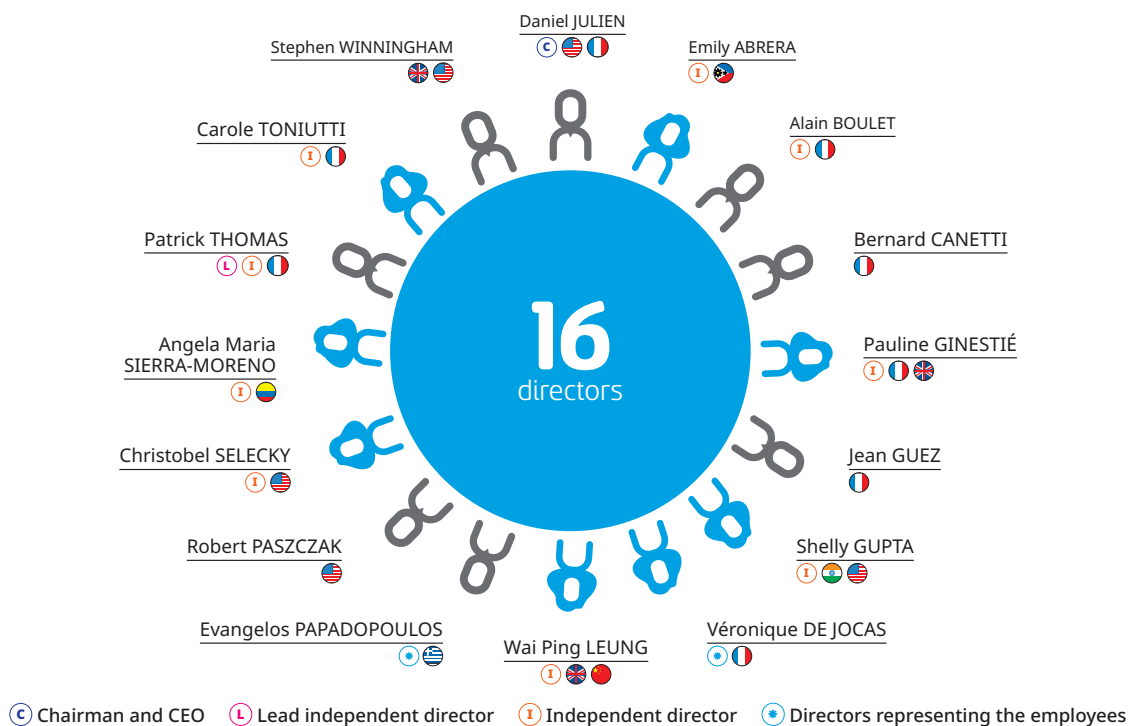 Daniel JULIEN
C
Stephen WINNINGHAM
Emily ABRERA
I
Carole TONIUTTI
I
Alain BOULET
I
Patrick THOMAS
L I
Bernard CANETTI
16
directors
Angela Maria
SIERRA-MORENO
I
Pauline GINESTIÉ
I
Christobel SELECKY
I
Jean GUEZ
Robert PASZCZAK
Shelly GUPTA
I
Evangelos PAPADOPOULOS
Wai Ping LEUNG
I
Véronique DE JOCAS
C Chairman and CEO L Lead independent director I Independent director Directors representing the employees